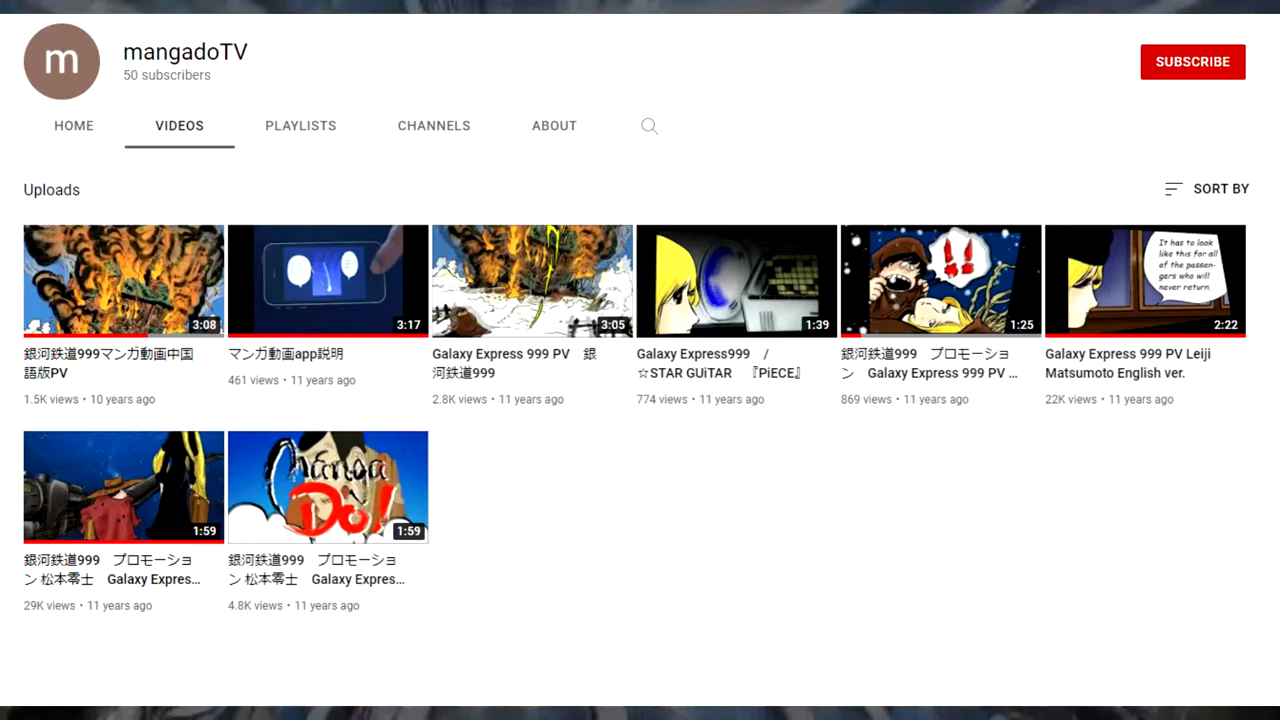 m
mangadoTV
50 subscribers
SUBSCRIBE
HOME VIDEOS PLAYLISTS CHANNELS ABOUT
Uploads
SORT BY
3:08
3:17
3:05
1:39
!!
1:25
It has to look
like this for all
of the passen-
gers who will
never return.
2:22
銀河鉄道999マンガ動画中国
語版PV
1.5K views • 10 years ago
マンガ動画app説明
461 views • 11 years ago
Galaxy Express 999 PV 銀
河鉄道999
2.8K views • 11 years ago
Galaxy Express999 /
☆STAR GUiTAR 『PiECE』
774 views • 11 years ago
銀河鉄道999 プロモーショ
ン Galaxy Express 999 PV ...
869 views • 11 years ago
Galaxy Express 999 PV Leiji
Matsumoto English ver.
22K views • 11 years ago
1:59
Manga
Do!
1:59
銀河鉄道999 プロモーショ
ン 松本零士 Galaxy Expres...
29K views • 11 years ago
銀河鉄道999 プロモーショ
ン 松本零士 Galaxy Expres...
4.8K views • 11 years ago